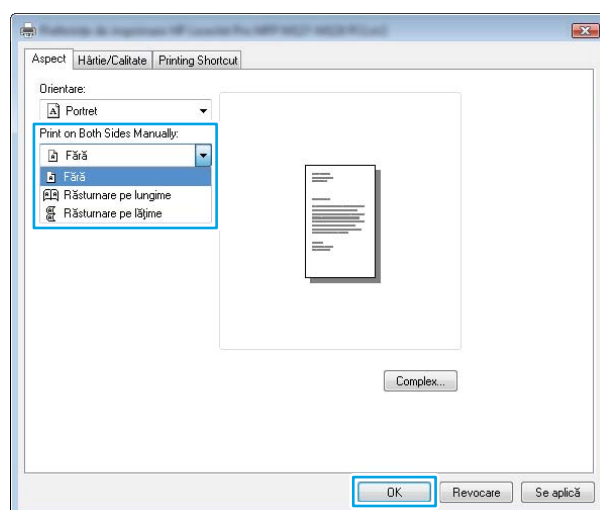 Aspect
Hârtie/Calitate
Printing Shortcut
Orientare:
Portret
Print on Both Sides Manually:
Fără
Fără
Răsturnare pe lungime
Răsturnare pe lățime
Complex...
OK
Revocare
Se aplică